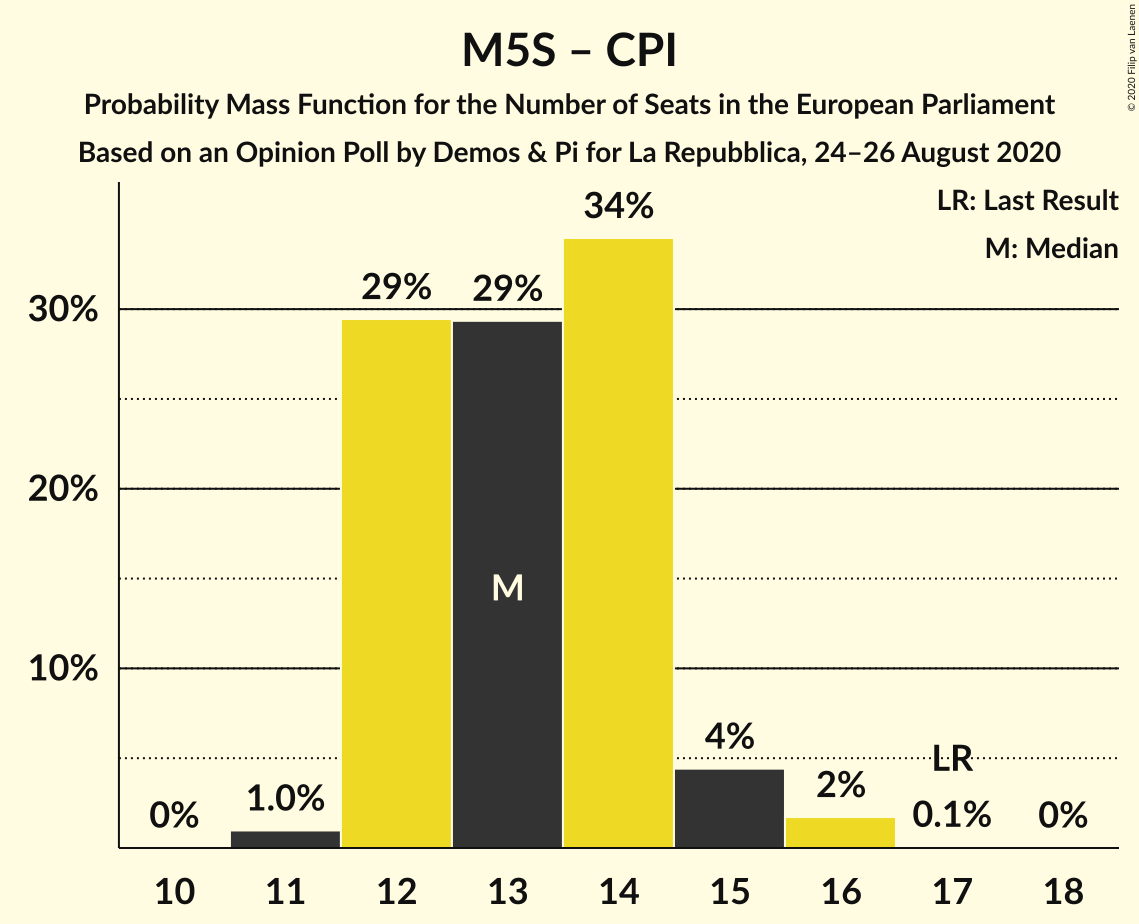 M5S – CPI
Probability Mass Function for the Number of Seats in the European Parliament
Based on an Opinion Poll by Demos & Pi for La Repubblica, 24–26 August 2020
© 2020 Filip van Laenen
LR: Last Result
M: Median
34%
29%
29%
30%
20%
M
10%
4%
LR
2%
1.0%
0%
0.1%
0%
10 11 12 13 14 15 16 17 18